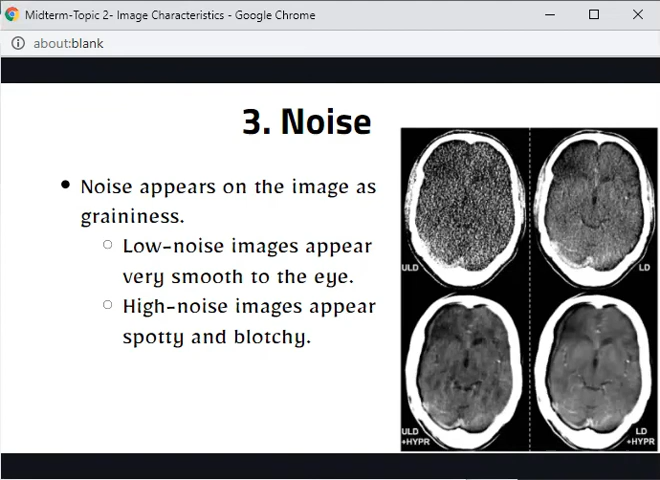 Midterm-Topic 2- Image Characteristics - Google Chrome
about:blank
3. Noise
• Noise appears on the image as
graininess.
○ Low-noise images appear
very smooth to the eye.
○ High-noise images appear
spotty and blotchy.
ULD
LD
ULD
+HYPR
LD
+HYPR